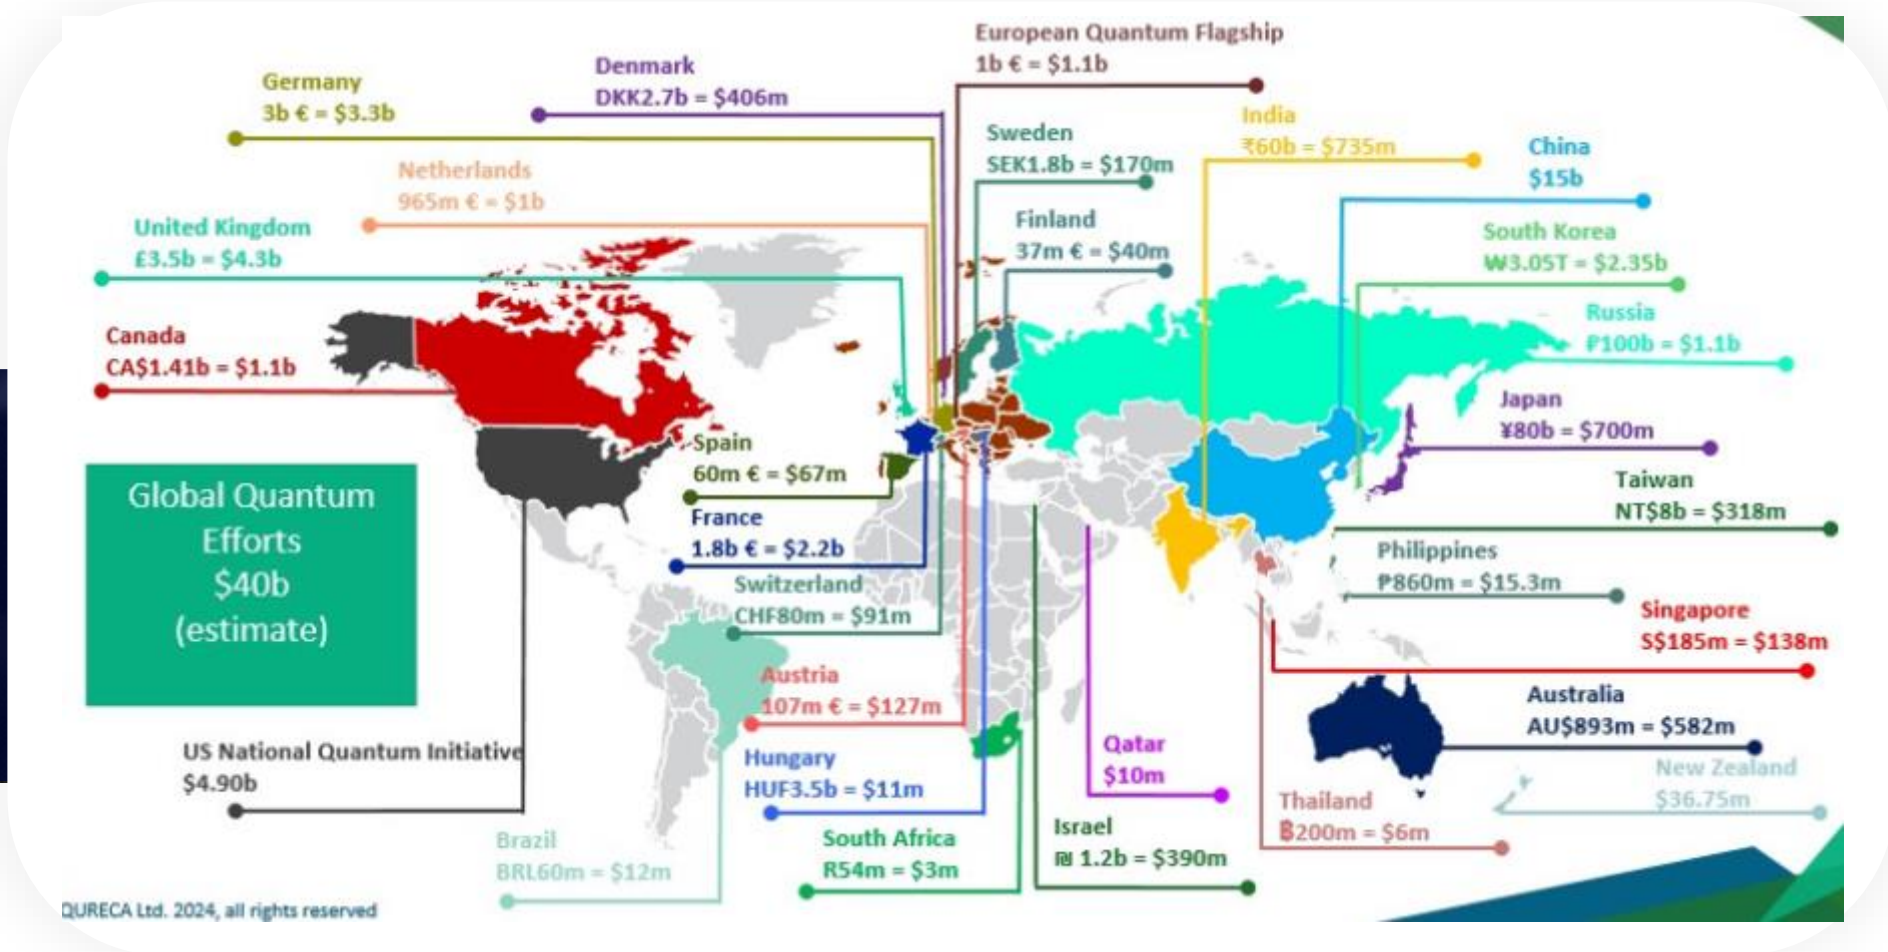 European Quantum Flagship
1b € = $1.1b
Denmark
DKK2.7b = $406m
Germany
3b € = $3.3b
India
₹60b = $735m
Sweden
SEK1.8b = $170m
China
$15b
Netherlands
965m € = $1b
Finland
37m € = $40m
United Kingdom
£3.5b = $4.3b
South Korea
₩3.05T = $2.35b
Russia
₽100b = $1.1b
Canada
CA$1.41b = $1.1b
Japan
¥80b = $700m
Spain
60m € = $67m
Taiwan
NT$8b = $318m
Global Quantum
Efforts
$40b
(estimate)
France
1.8b € = $2.2b
Philippines
₱860m = $15.3m
Switzerland
CHF80m = $91m
Singapore
S$185m = $138m
Austria
107m € = $127m
Australia
AU$893m = $582m
US National Quantum Initiative
$4.90b
Hungary
HUF3.5b = $11m
Qatar
$10m
New Zealand
$36.75m
Thailand
฿200m = $6m
Israel
₪ 1.2b = $390m
South Africa
R54m = $3m
Brazil
BRL60m = $12m
QURECA Ltd. 2024, all rights reserved